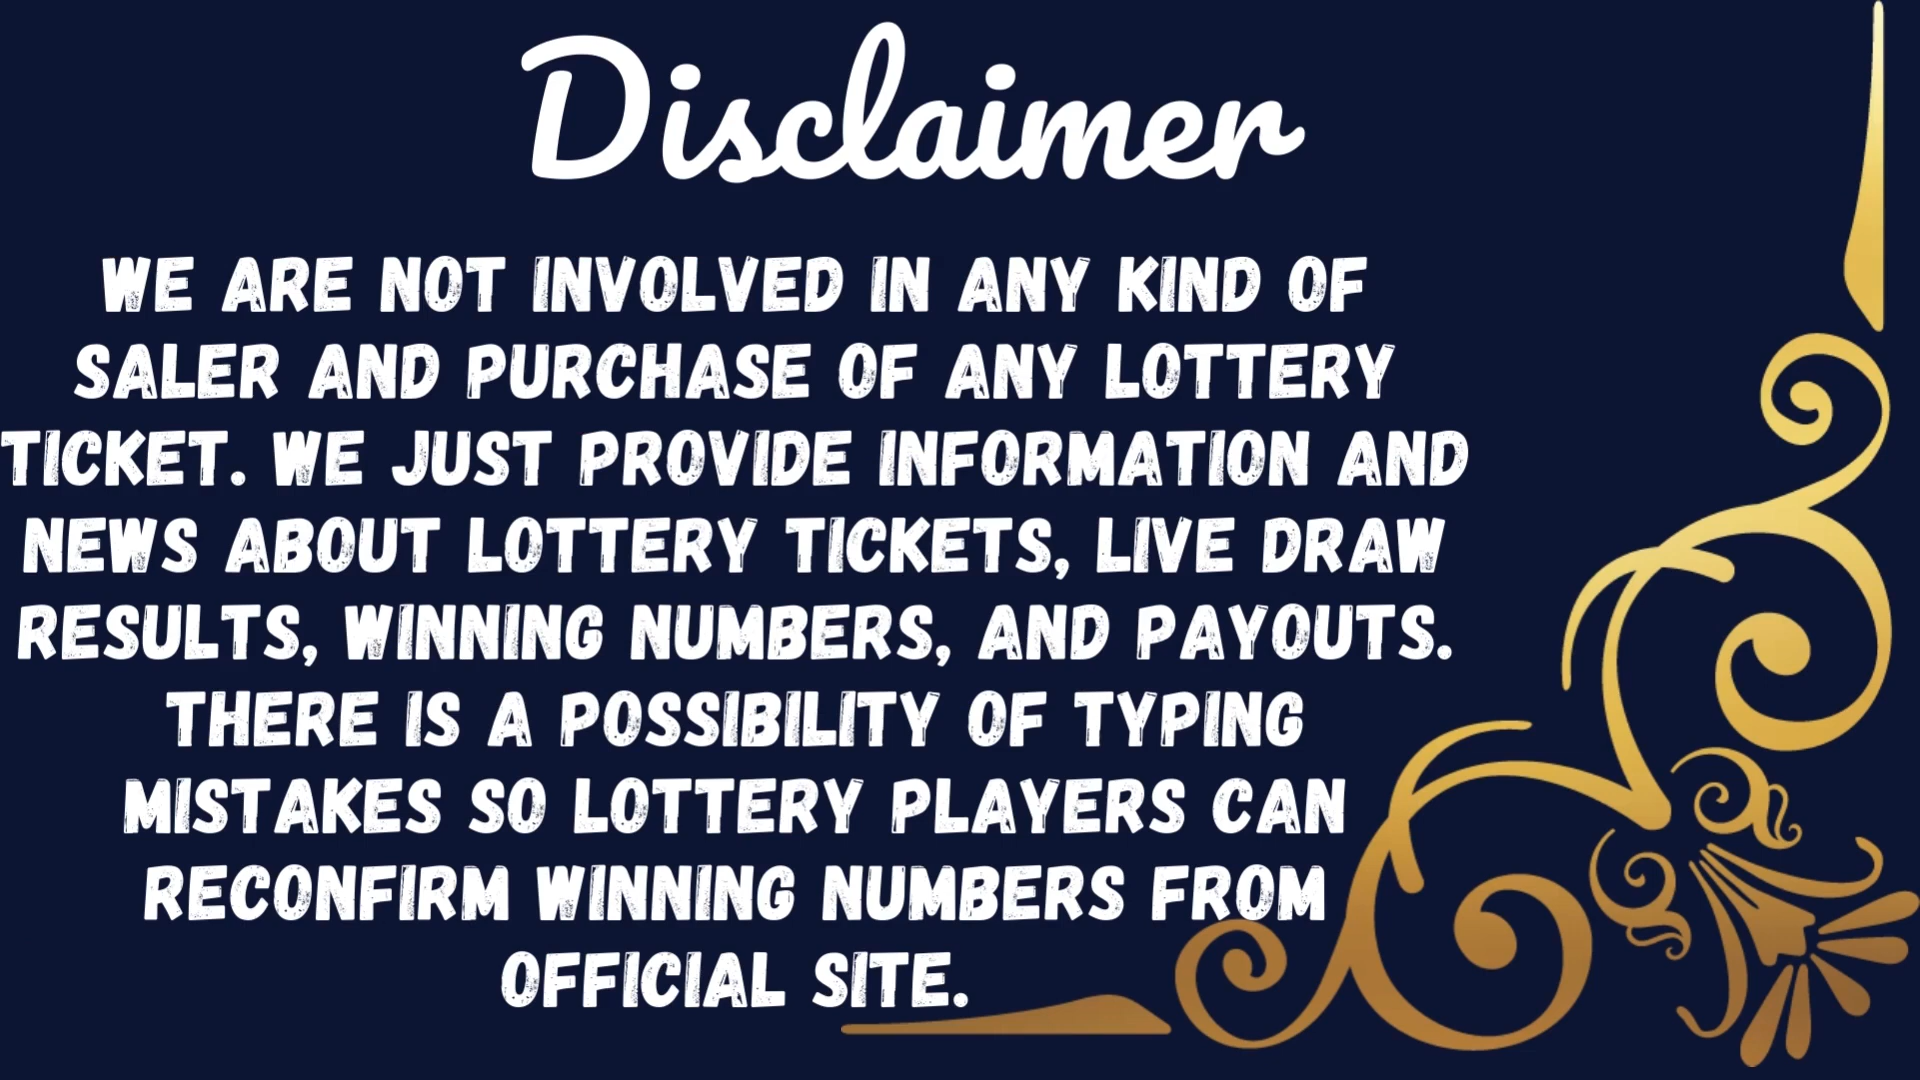 Disclaimer
WE ARE NOT INVOLVED IN ANY KIND OF
SALER AND PURCHASE OF ANY LOTTERY
TICKET. WE JUST PROVIDE INFORMATION AND
NEWS ABOUT LOTTERY TICKETS, LIVE DRAW
RESULTS, WINNING NUMBERS, AND PAYOUTS.
THERE IS A POSSIBILITY OF TYPING
MISTAKES SO LOTTERY PLAYERS CAN
RECONFIRM WINNING NUMBERS FROM
OFFICIAL SITE.